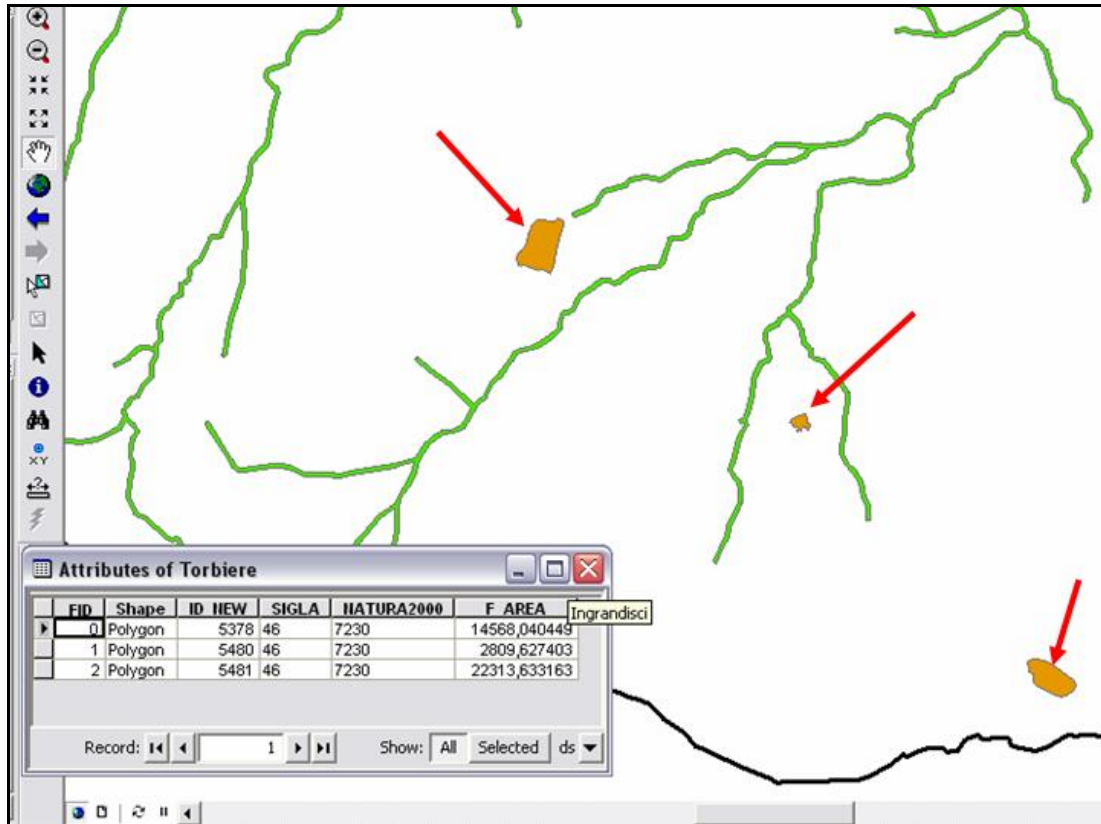 XY
Attributes of Torbiere
FID Shape ID_NEW SIGLA NATURA2000 F_AREA
Ingrandisci
0 Polygon 5378 46 7230 14568,040449
1 Polygon 5480 46 7230 2809,627403
2 Polygon 5481 46 7230 22313,633163
Record: 1 Show: All Selected ds